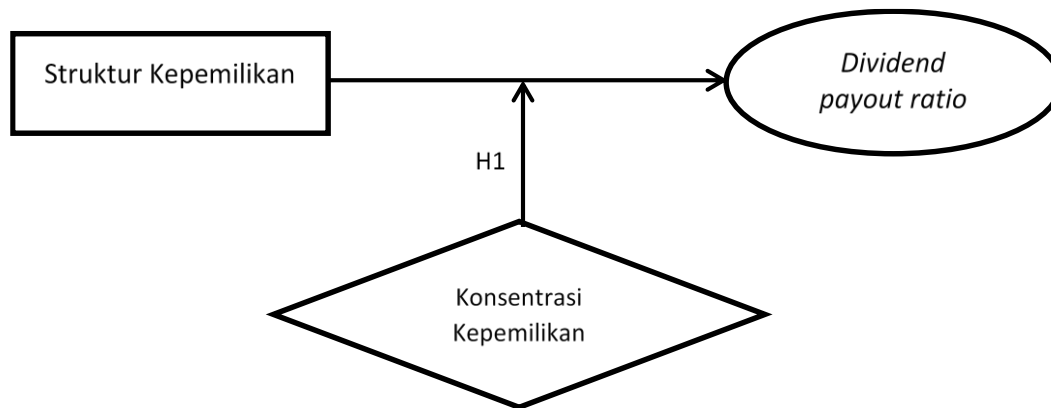 Struktur Kepemilikan
Dividend
payout ratio
H1
Konsentrasi
Kepemilikan